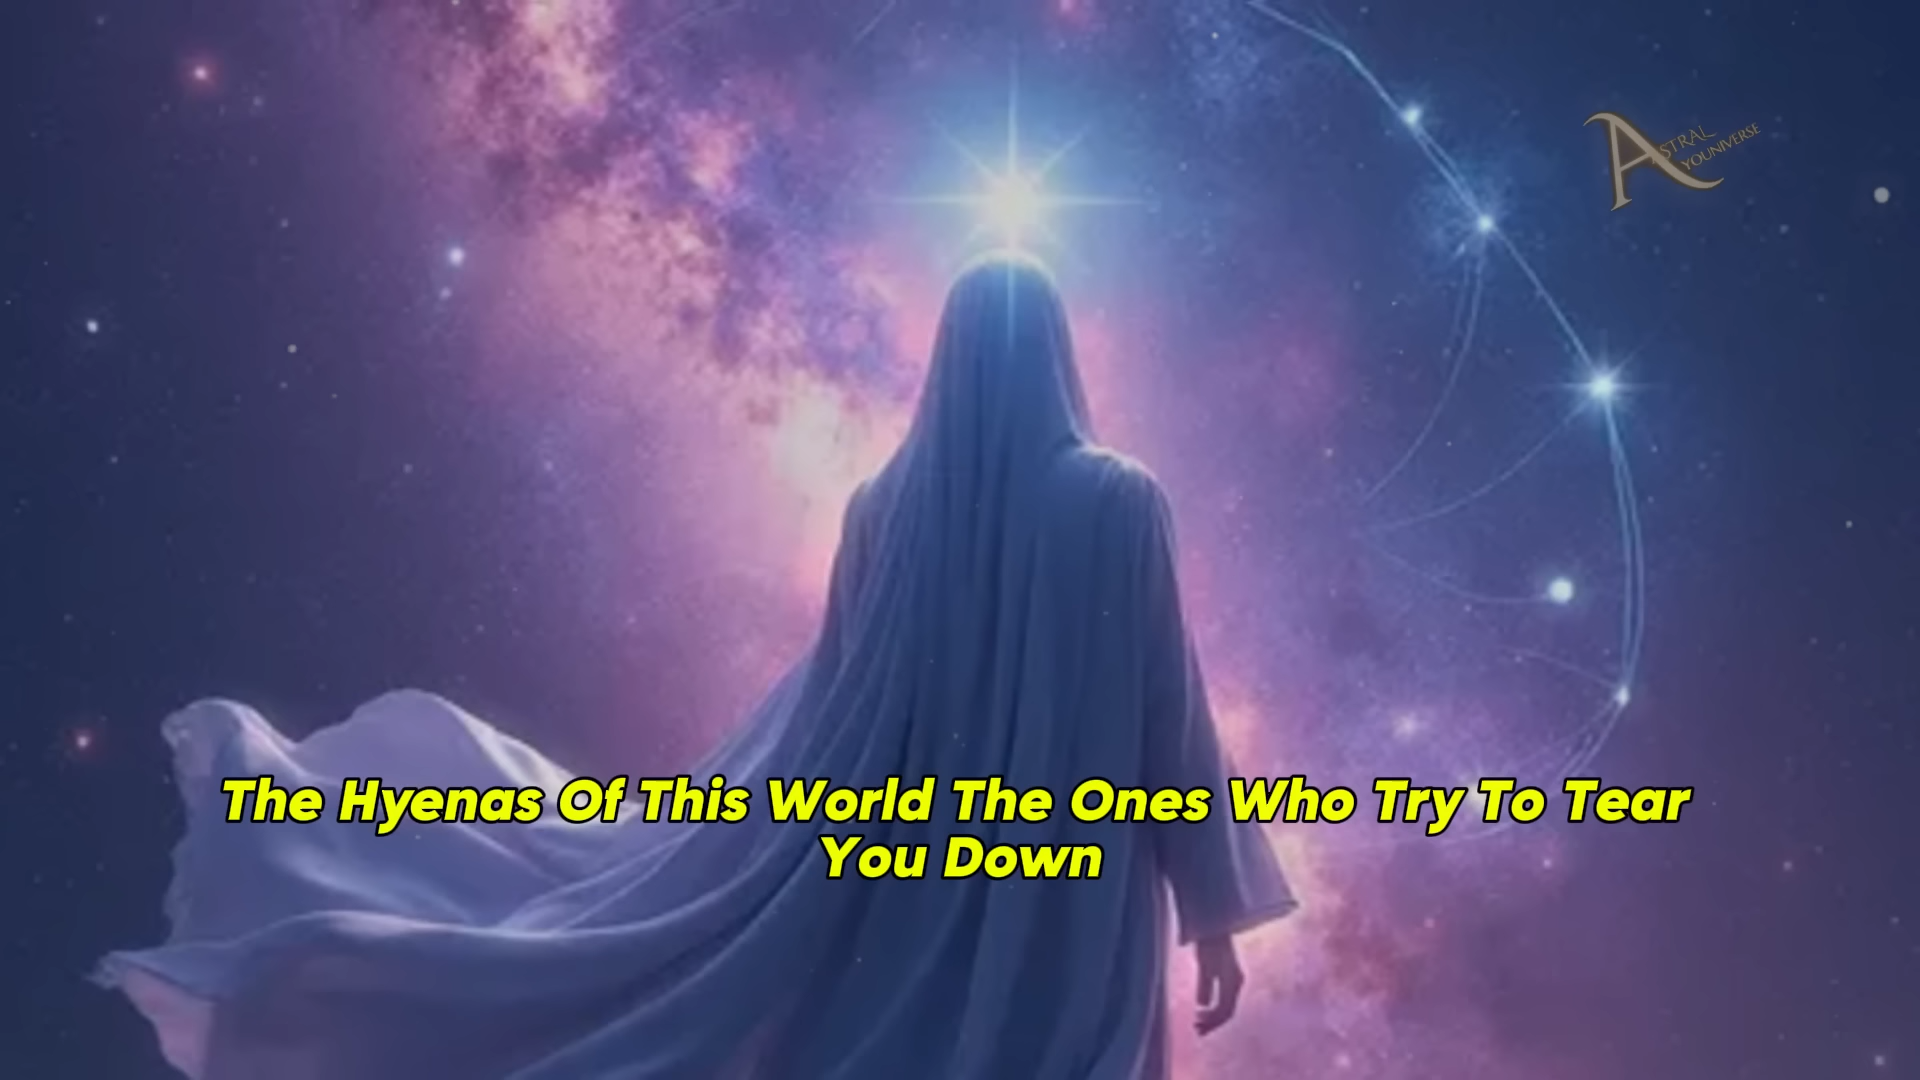 ASTRAL
YOUNIVERSE
The Hyenas Of This World The Ones Who Try To Tear
You Down